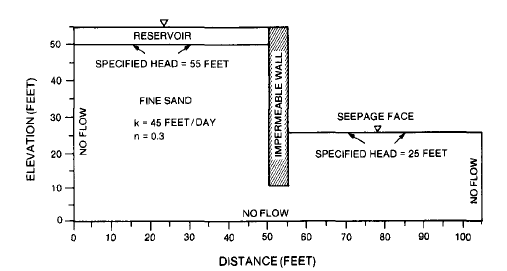 RESERVOIR
SPECIFIED HEAD = 55 FEET
FINE SAND
k = 45 FEET/DAY
n = 0.3
NO FLOW
IMPERMEABLE WALL
SEEPAGE FACE
SPECIFIED HEAD = 25 FEET
NO FLOW
NO FLOW
ELEVATION (FEET)
50
40
30
20
10
0
0 10 20 30 40 50 60 70 80 90 100
DISTANCE (FEET)